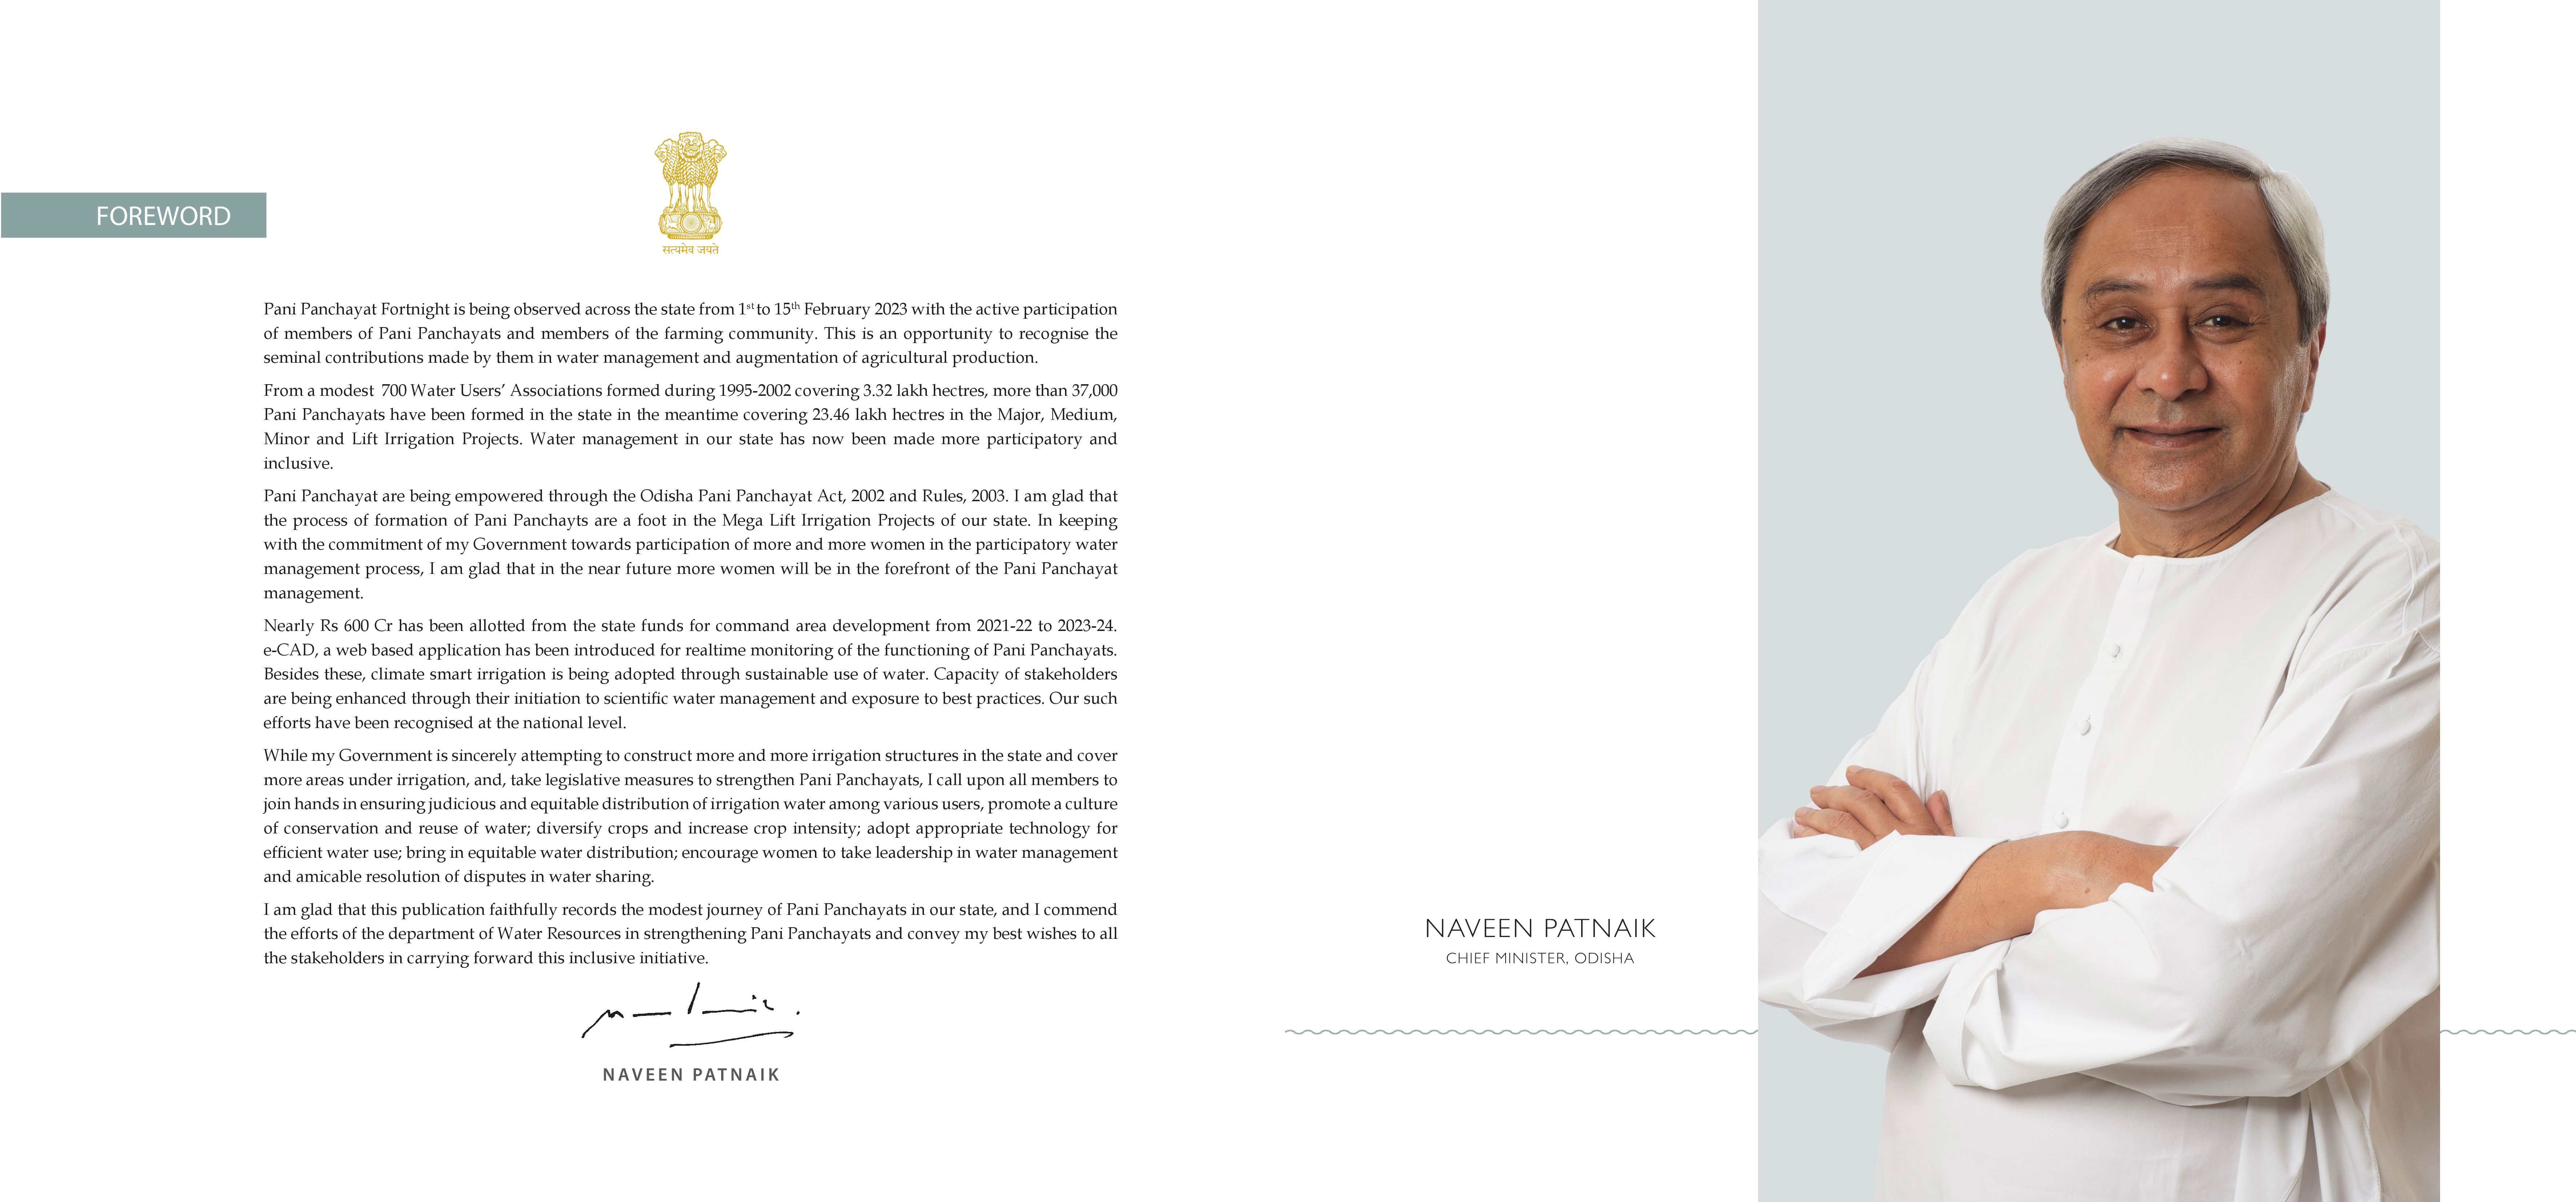 FOREWORD
सत्यमेव जयते
Pani Panchayat Fortnight is being observed across the state from 1st to 15th February 2023 with the active participation
of members of Pani Panchayats and members of the farming community. This is an opportunity to recognise the
seminal contributions made by them in water management and augmentation of agricultural production.
From a modest 700 Water Users’ Associations formed during 1995-2002 covering 3.32 lakh hectres, more than 37,000
Pani Panchayats have been formed in the state in the meantime covering 23.46 lakh hectres in the Major, Medium,
Minor and Lift Irrigation Projects. Water management in our state has now been made more participatory and
inclusive.
Pani Panchayat are being empowered through the Odisha Pani Panchayat Act, 2002 and Rules, 2003. I am glad that
the process of formation of Pani Panchayts are a foot in the Mega Lift Irrigation Projects of our state. In keeping
with the commitment of my Government towards participation of more and more women in the participatory water
management process, I am glad that in the near future more women will be in the forefront of the Pani Panchayat
management.
Nearly Rs 600 Cr has been allotted from the state funds for command area development from 2021-22 to 2023-24.
e-CAD, a web based application has been introduced for realtime monitoring of the functioning of Pani Panchayats.
Besides these, climate smart irrigation is being adopted through sustainable use of water. Capacity of stakeholders
are being enhanced through their initiation to scientific water management and exposure to best practices. Our such
efforts have been recognised at the national level.
While my Government is sincerely attempting to construct more and more irrigation structures in the state and cover
more areas under irrigation, and, take legislative measures to strengthen Pani Panchayats, I call upon all members to
join hands in ensuring judicious and equitable distribution of irrigation water among various users, promote a culture
of conservation and reuse of water; diversify crops and increase crop intensity; adopt appropriate technology for
efficient water use; bring in equitable water distribution; encourage women to take leadership in water management
and amicable resolution of disputes in water sharing.
I am glad that this publication faithfully records the modest journey of Pani Panchayats in our state, and I commend
the efforts of the department of Water Resources in strengthening Pani Panchayats and convey my best wishes to all
the stakeholders in carrying forward this inclusive initiative.
NAVEEN PATNAIK
NAVEEN PATNAIK
CHIEF MINISTER, ODISHA